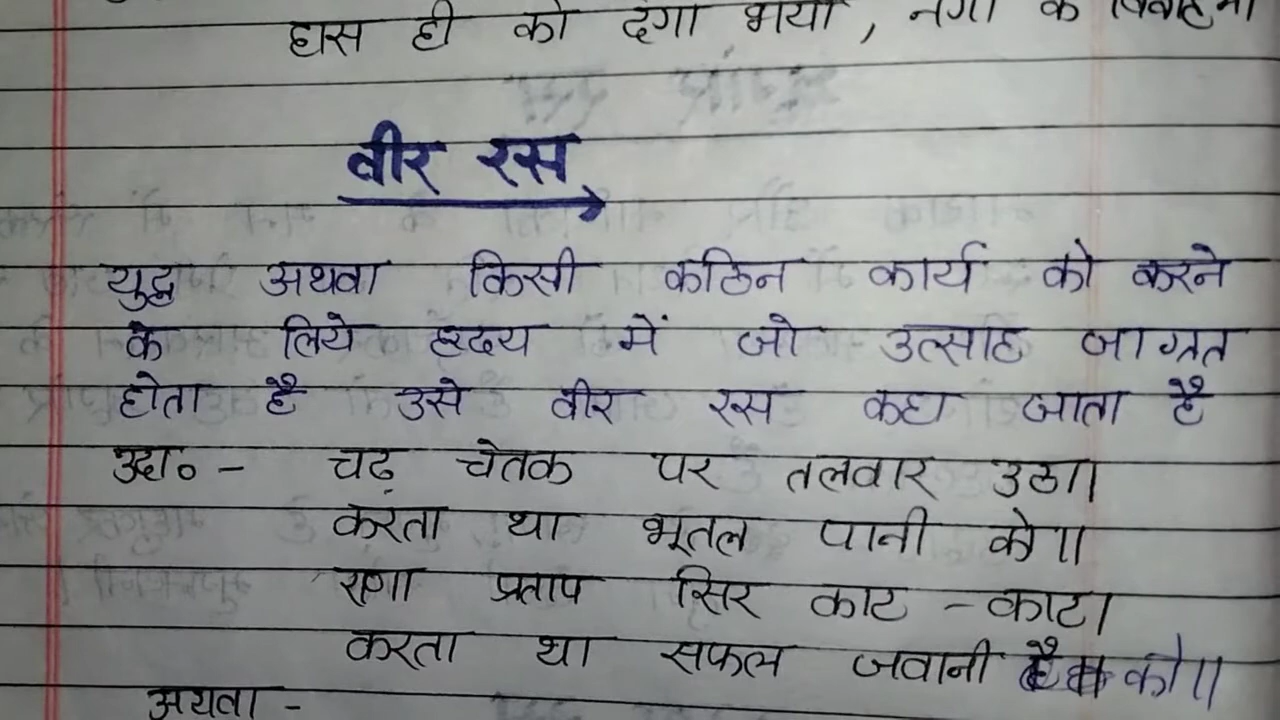 हास ही को दंगा भयो, नंगा के विवाह में
वीर रस
युद्ध अथवा किसी कठिन कार्य को करने
के लिये हृदय में जो उत्साह जाग्रत
होता है उसे वीर रस कहा जाता है
उदा० - चढ़ चेतक पर तलवार उठा।
करता था भूतल पानी को॥
राणा प्रताप सिर काट - काट।
करता था सफल जवानी को॥
अथवा -